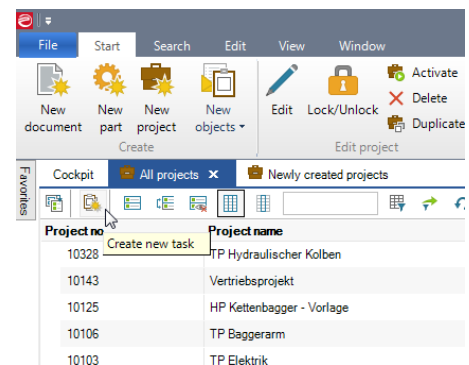 File Start Search Edit View Window
New document New part New project New objects Edit Lock/Unlock Activate Delete Duplicate
Create Edit project
Favorites
Cockpit All projects Newly created projects
Project no Project name
Create new task
10328 TP Hydraulischer Kolben
10143 Vertriebsprojekt
10125 HP Kettenbagger - Vorlage
10106 TP Baggerarm
10103 TP Elektrik